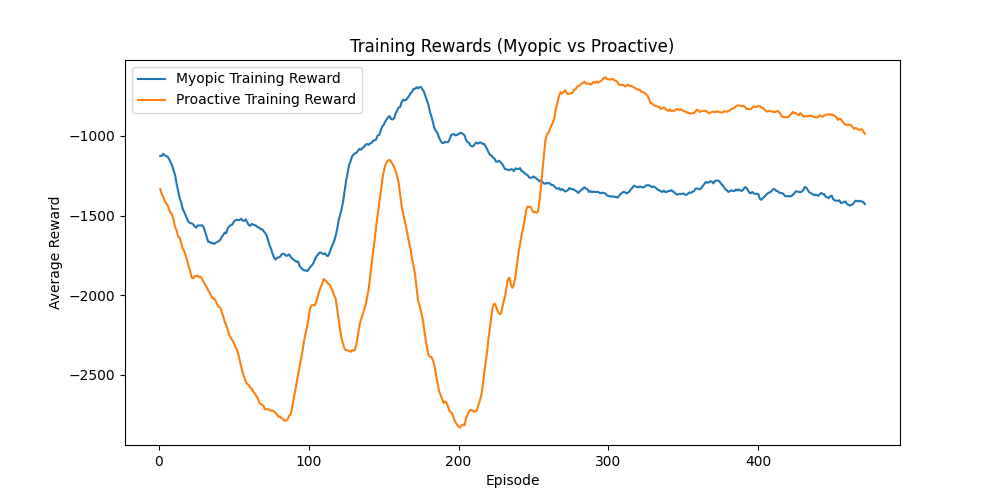 Training Rewards (Myopic vs Proactive)
Myopic Training Reward
Proactive Training Reward
Average Reward
−1000
−1500
−2000
−2500
0 100 200 300 400
Episode